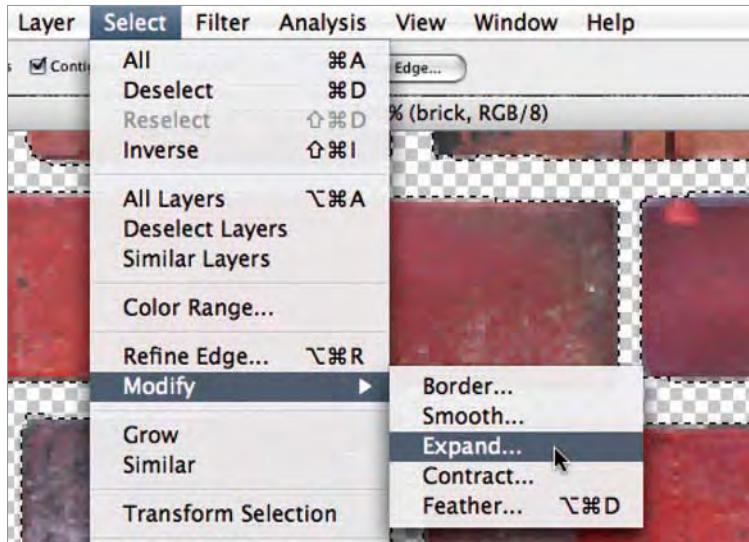 Layer Select Filter Analysis View Window Help
Edge...
% (brick, RGB/8)
All ⌘A
Deselect ⌘D
Reselect ⇧⌘D
Inverse ⇧⌘I
All Layers ⌥⌘A
Deselect Layers
Similar Layers
Color Range...
Refine Edge... ⌥⌘R
Modify ▶
Grow
Similar
Transform Selection
Border...
Smooth...
Expand...
Contract...
Feather... ⌥⌘D